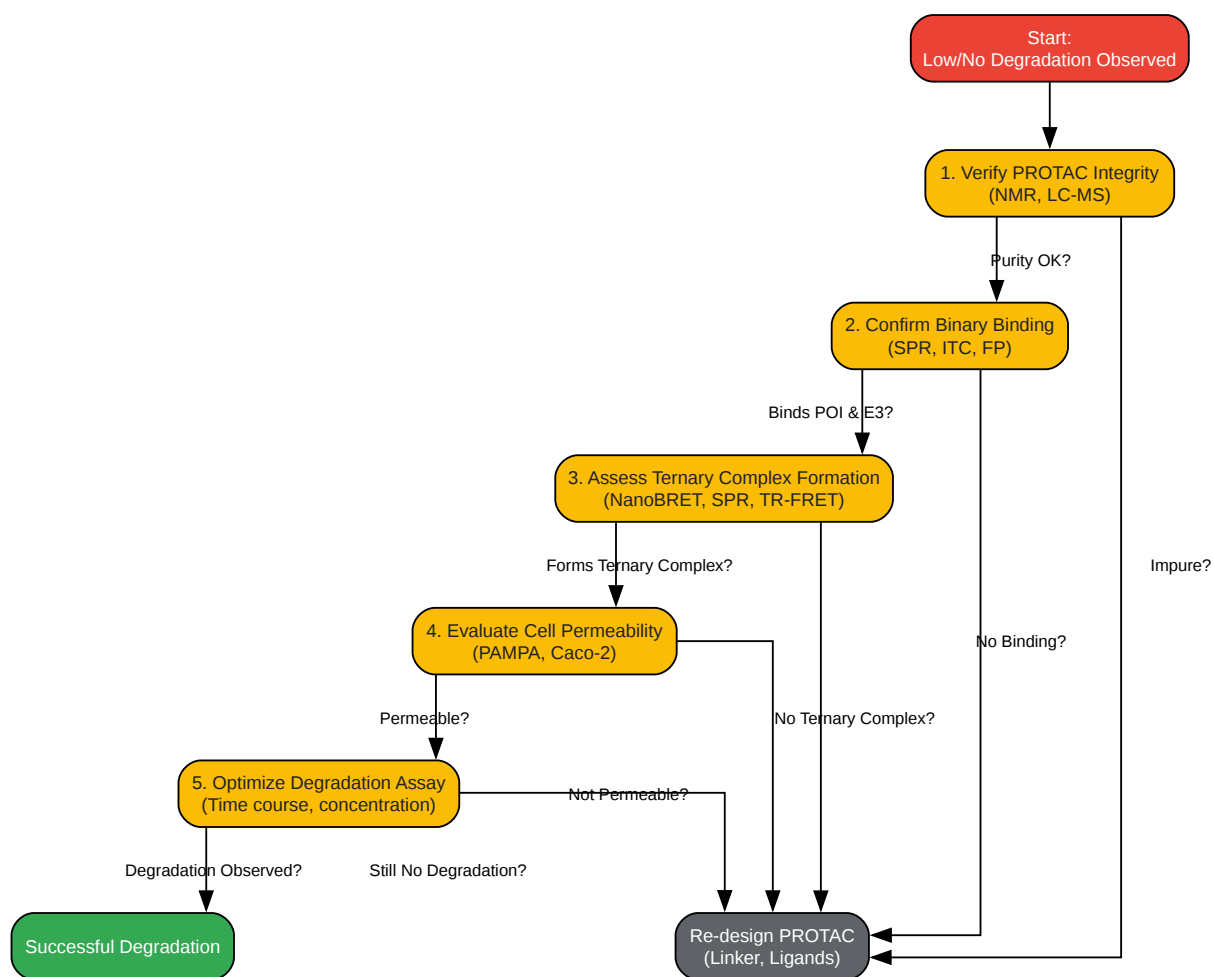 Start:
Low/No Degradation Observed
1. Verify PROTAC Integrity
(NMR, LC-MS)
Purity OK?
2. Confirm Binary Binding
(SPR, ITC, FP)
Binds POI & E3?
3. Assess Ternary Complex Formation
(NanoBRET, SPR, TR-FRET)
Forms Ternary Complex?
Impure?
4. Evaluate Cell Permeability
(PAMPA, Caco-2)
No Binding?
Permeable?
No Ternary Complex?
5. Optimize Degradation Assay
(Time course, concentration)
Not Permeable?
Degradation Observed?
Still No Degradation?
Successful Degradation
Re-design PROTAC
(Linker, Ligands)